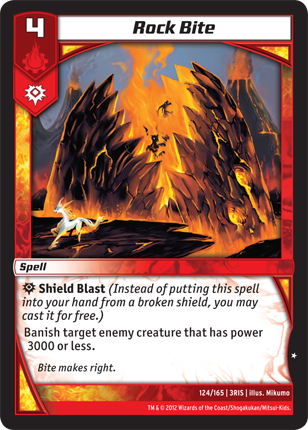 4
Rock Bite
Spell
Shield Blast (Instead of putting this spell
into your hand from a broken shield, you may
cast it for free.)
Banish target enemy creature that has power
3000 or less.
Bite makes right.
124/165 | 3RIS | illus. Mikumo
TM & © 2012 Wizards of the Coast/Shogakukan/Mitsui-Kids.